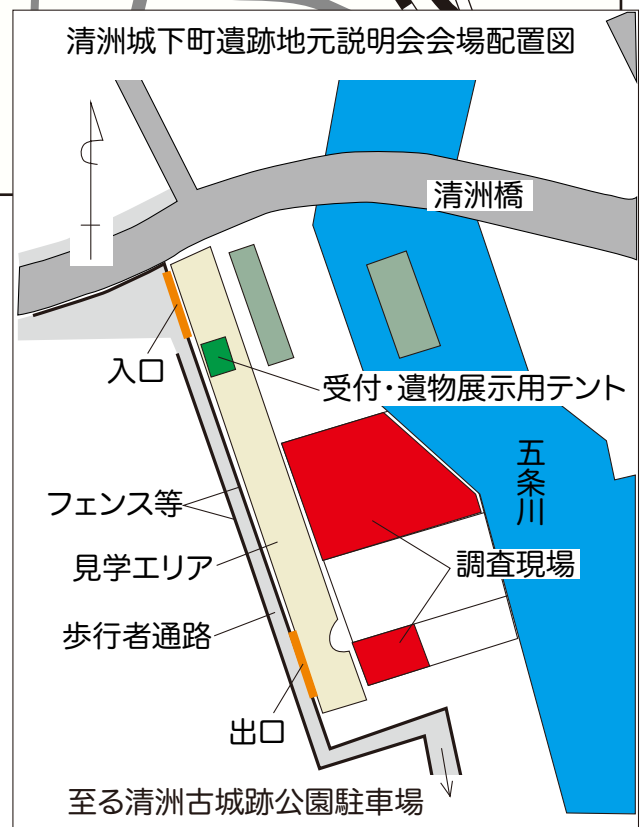 清洲城下町遺跡地元説明会会場配置図
清洲橋
入口
受付・遺物展示用テント
五条川
フェンス等
見学エリア
調査現場
歩行者通路
出口
至る清洲古城跡公園駐車場